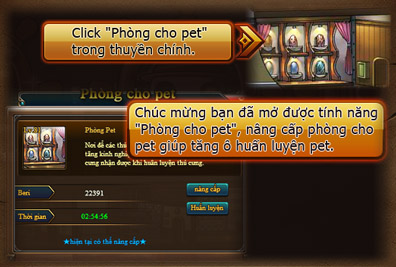 Click "Phòng cho pet"
trong thuyền chính.
Phòng cho pet
Chúc mừng bạn đã mở được tính năng
"Phòng cho pet", nâng cấp phòng cho
pet giúp tăng ô huấn luyện pet.
Phòng Pet
Nơi để các thú
tăng kinh nghi
cưng nhận được khi huấn luyện thú cưng.
Beri 22391
nâng cấp
Thời gian 02:54:56
Huấn luyện
★hiện tại có thể nâng cấp★